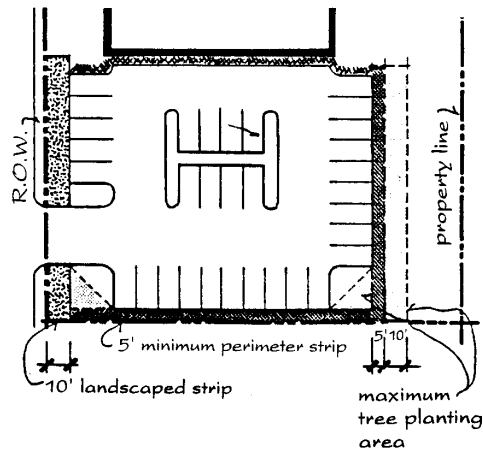 R.O.W.
property line
5' minimum perimeter strip
5' 10'
10' landscaped strip
maximum
tree planting
area